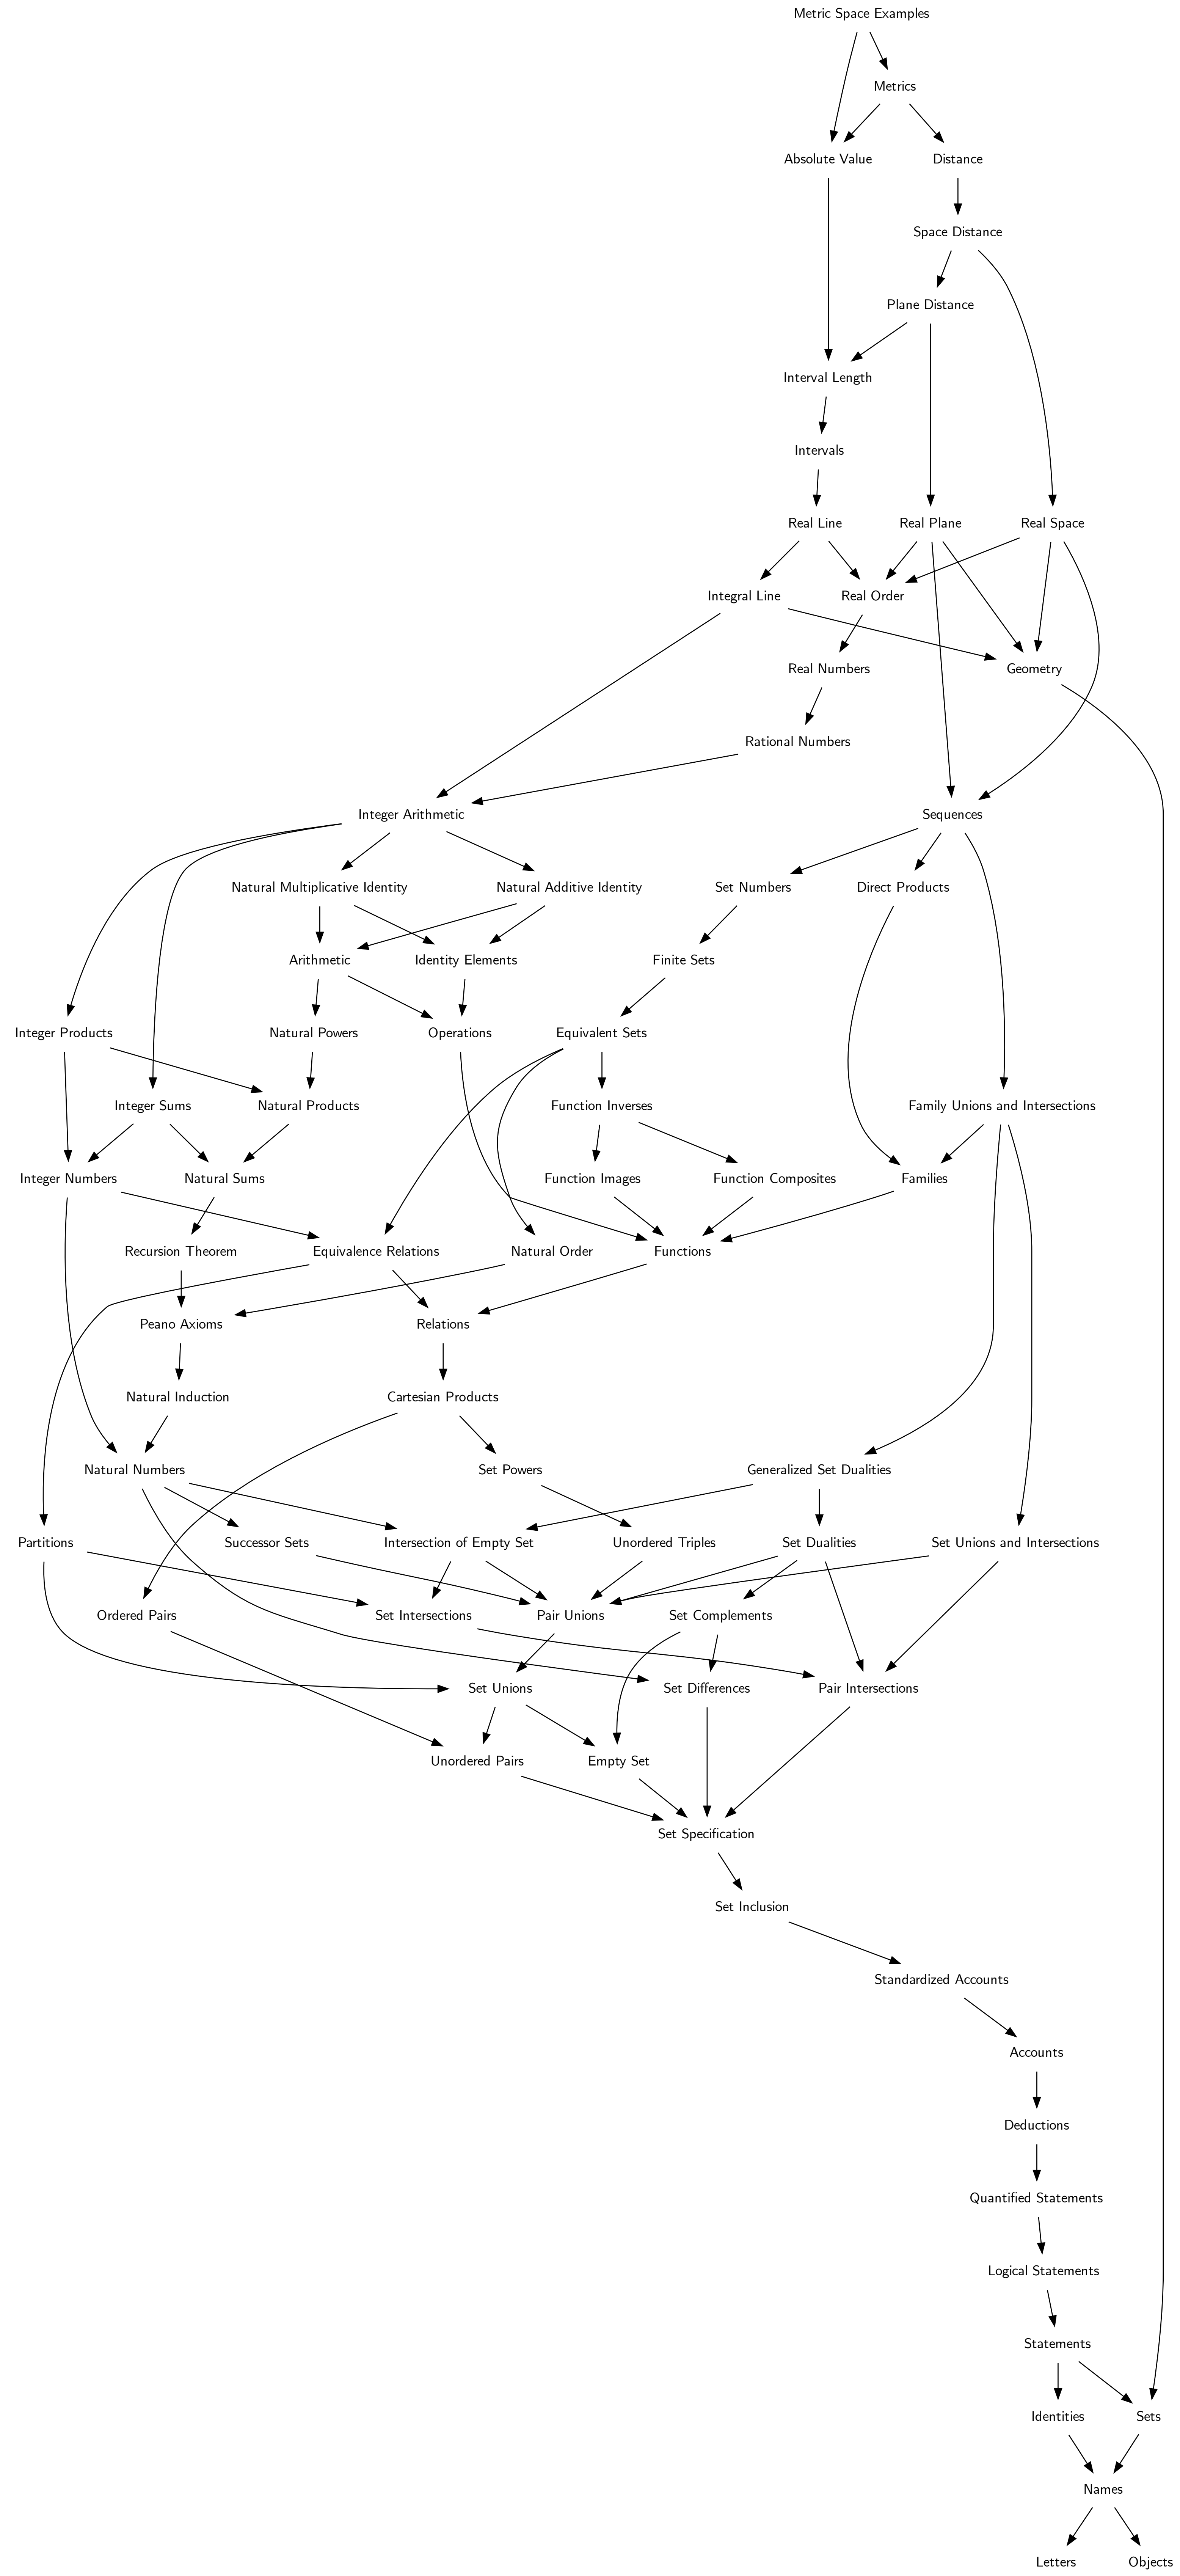 Metric Space Examples
Metrics
Absolute Value
Distance
Space Distance
Plane Distance
Interval Length
Intervals
Real Line
Real Plane
Real Space
Integral Line
Real Order
Real Numbers
Geometry
Rational Numbers
Integer Arithmetic
Sequences
Natural Multiplicative Identity
Natural Additive Identity
Set Numbers
Direct Products
Arithmetic
Identity Elements
Finite Sets
Integer Products
Natural Powers
Operations
Equivalent Sets
Integer Sums
Natural Products
Function Inverses
Family Unions and Intersections
Integer Numbers
Natural Sums
Function Images
Function Composites
Families
Recursion Theorem
Equivalence Relations
Natural Order
Functions
Peano Axioms
Relations
Natural Induction
Cartesian Products
Natural Numbers
Set Powers
Generalized Set Dualities
Partitions
Successor Sets
Intersection of Empty Set
Unordered Triples
Set Dualities
Set Unions and Intersections
Ordered Pairs
Set Intersections
Pair Unions
Set Complements
Set Unions
Set Differences
Pair Intersections
Unordered Pairs
Empty Set
Set Specification
Set Inclusion
Standardized Accounts
Accounts
Deductions
Quantified Statements
Logical Statements
Statements
Identities
Sets
Names
Letters
Objects